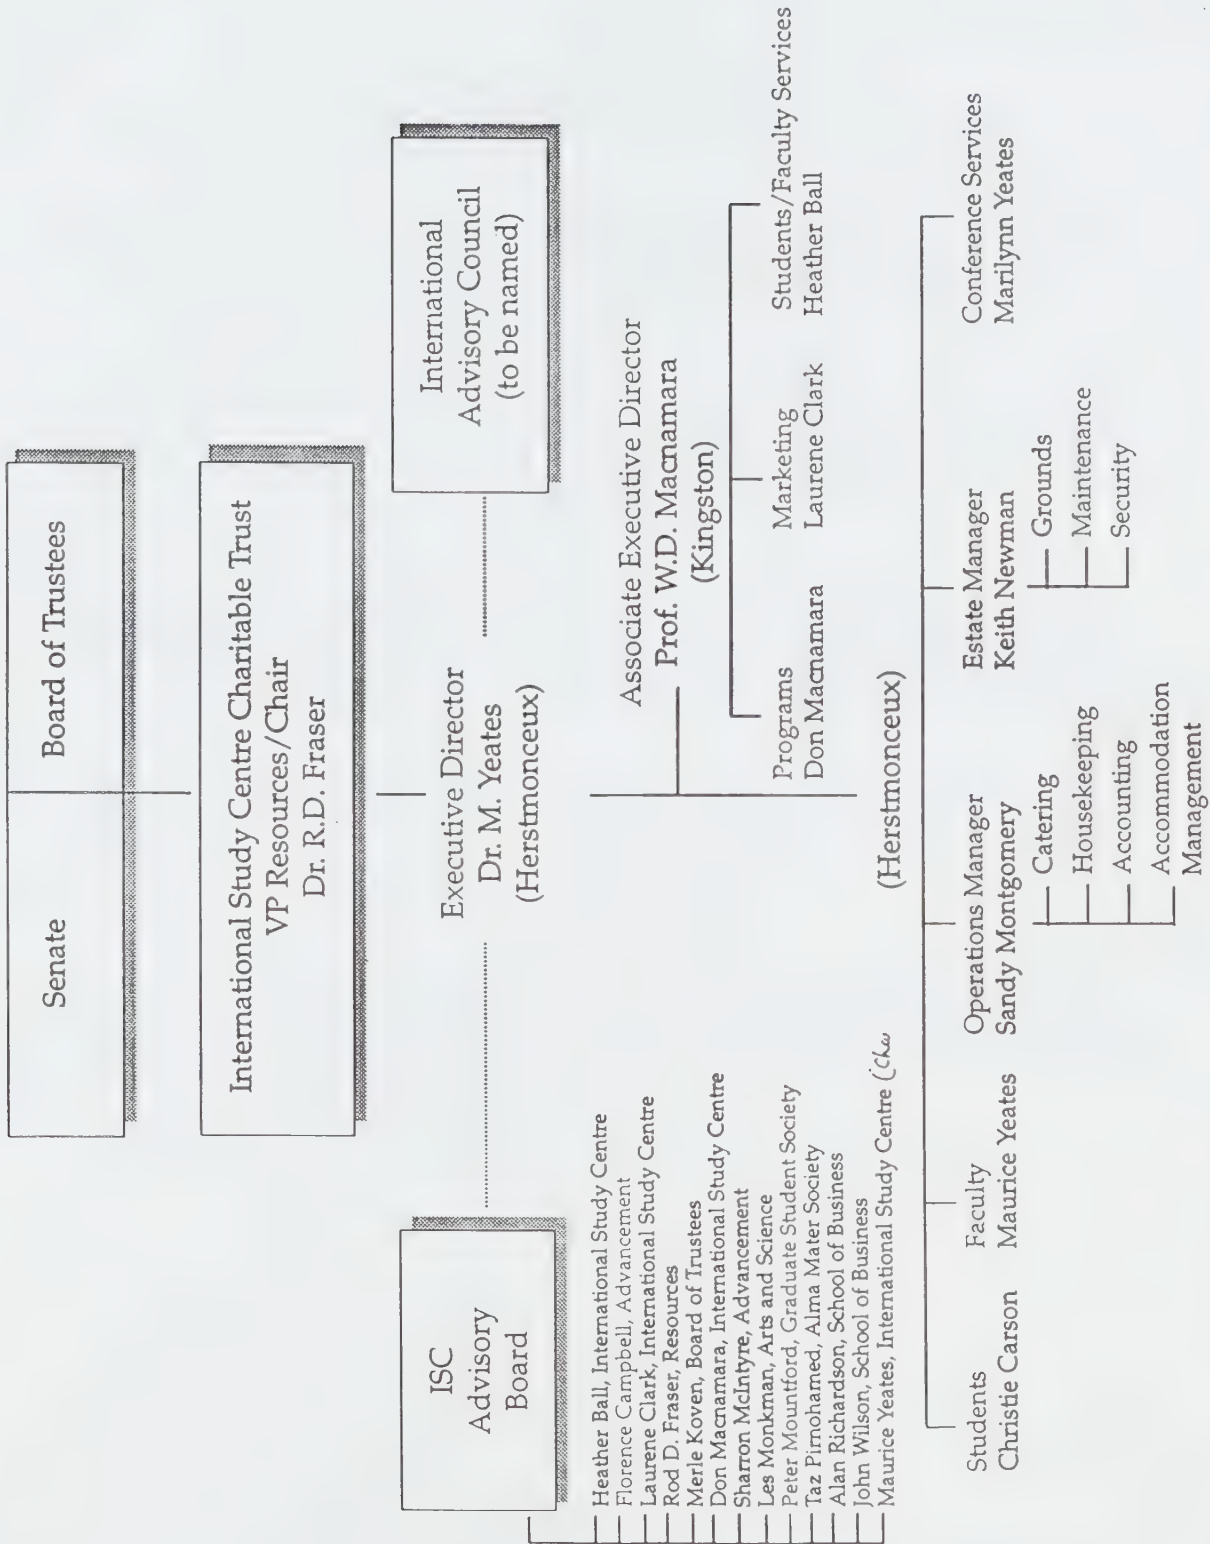 Senate
Board of Trustees
International Study Centre Charitable Trust
VP Resources/Chair
Dr. R.D. Fraser
ISC
Advisory
Board
Executive Director
Dr. M. Yeates
(Herstmonceux)
International
Advisory Council
(to be named)
Heather Ball, International Study Centre
Florence Campbell, Advancement
Laurene Clark, International Study Centre
Rod D. Fraser, Resources
Merle Koven, Board of Trustees
Don Macnamara, International Study Centre
Sharron McIntyre, Advancement
Les Monkman, Arts and Science
Peter Mountford, Graduate Student Society
Taz Pirmohamed, Alma Mater Society
Alan Richardson, School of Business
John Wilson, School of Business
Maurice Yeates, International Study Centre
Associate Executive Director
Prof. W.D. Macnamara
(Kingston)
Programs
Don Macnamara
Marketing
Laurene Clark
Students/Faculty Services
Heather Ball
(Herstmonceux)
Students
Christie Carson
Faculty
Maurice Yeates
Operations Manager
Sandy Montgomery
Catering
Housekeeping
Accounting
Accommodation
Management
Estate Manager
Keith Newman
Grounds
Maintenance
Security
Conference Services
Marilynn Yeates